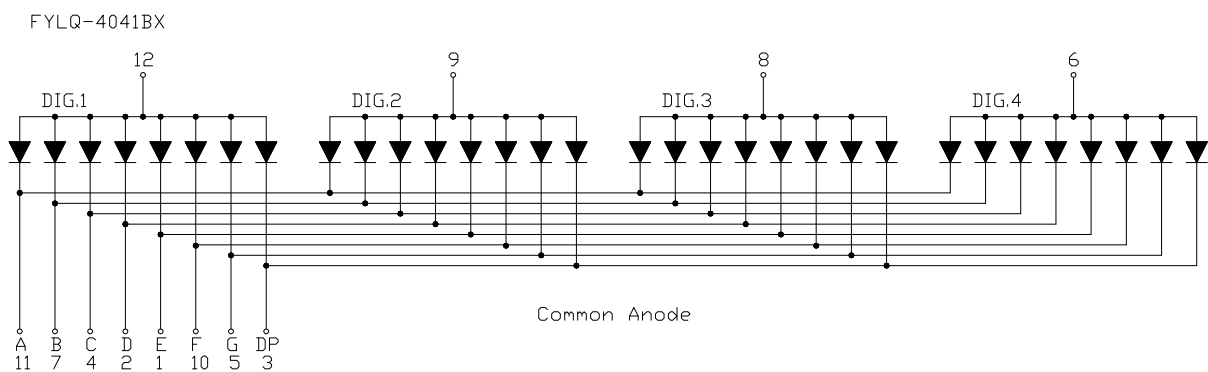 FYLQ-4041BX
12 9 8 6
DIG.1 DIG.2 DIG.3 DIG.4
Common Anode
A B C D E F G DP
11 7 4 2 1 10 5 3